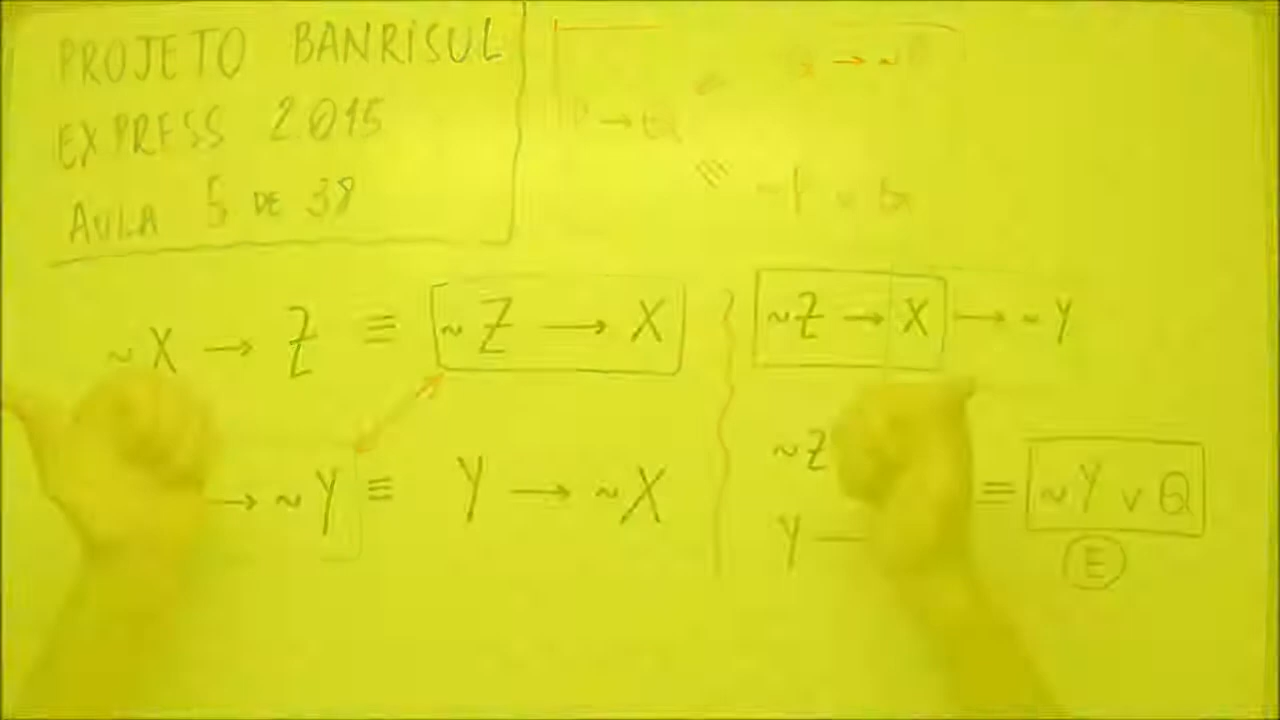 PROJETO BANRISUL
EXPRESS 2015
AULA 5 DE 38
P → Q
≡
~P v Q
~X → Z ≡ ~Z → X
→ ~Y ≡ Y → ~X
~Z → X → ~Y
~Z
Y —
≡ ~Y v Q
E